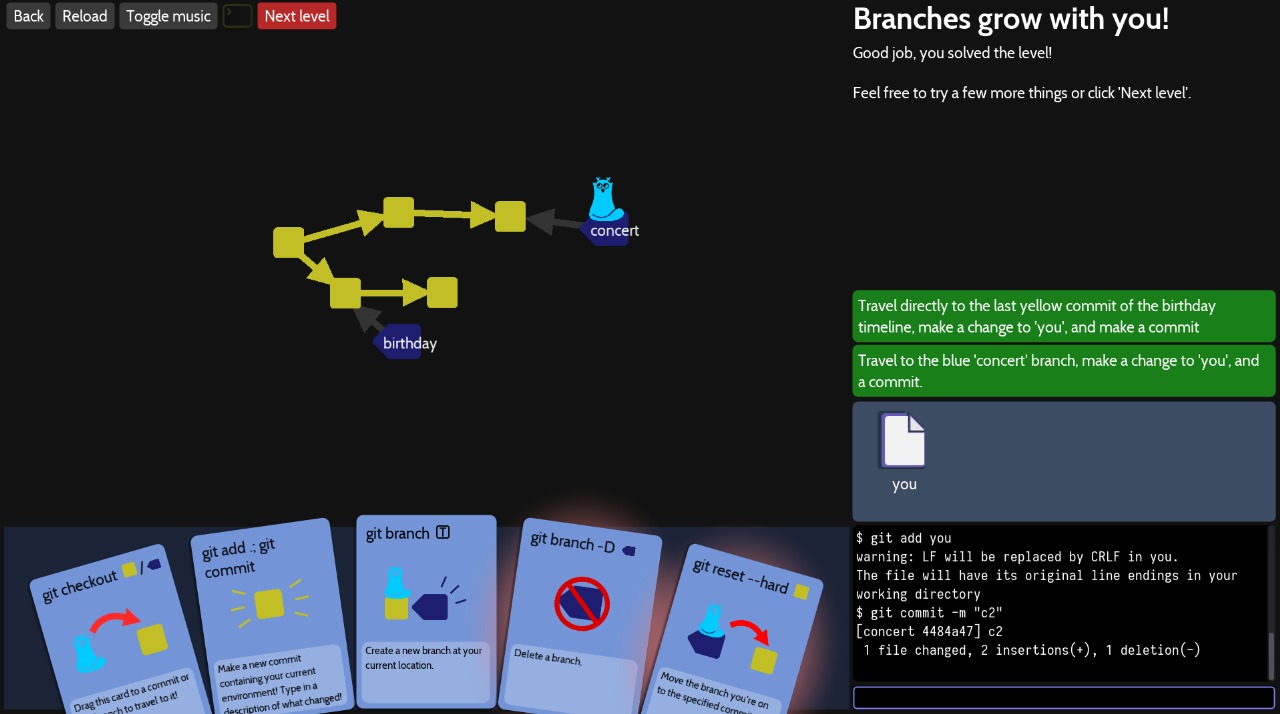 Back Reload Toggle music Next level
Branches grow with you!
Good job, you solved the level!
Feel free to try a few more things or click 'Next level'.
concert
birthday
Travel directly to the last yellow commit of the birthday
timeline, make a change to 'you', and make a commit
Travel to the blue 'concert' branch, make a change to 'you', and
a commit.
you
git checkout /
Drag this card to a commit or
to travel to it!
git add .; git
commit
Make a new commit
containing your current
environment! Type in a
description of what changed!
git branch
Create a new branch at your
current location.
git branch -D
Delete a branch.
git reset --hard
Move the branch you're on
to the specified
$ git add you
warning: LF will be replaced by CRLF in you.
The file will have its original line endings in your
working directory
$ git commit -m "c2"
[concert 4484a47] c2
1 file changed, 2 insertions(+), 1 deletion(-)